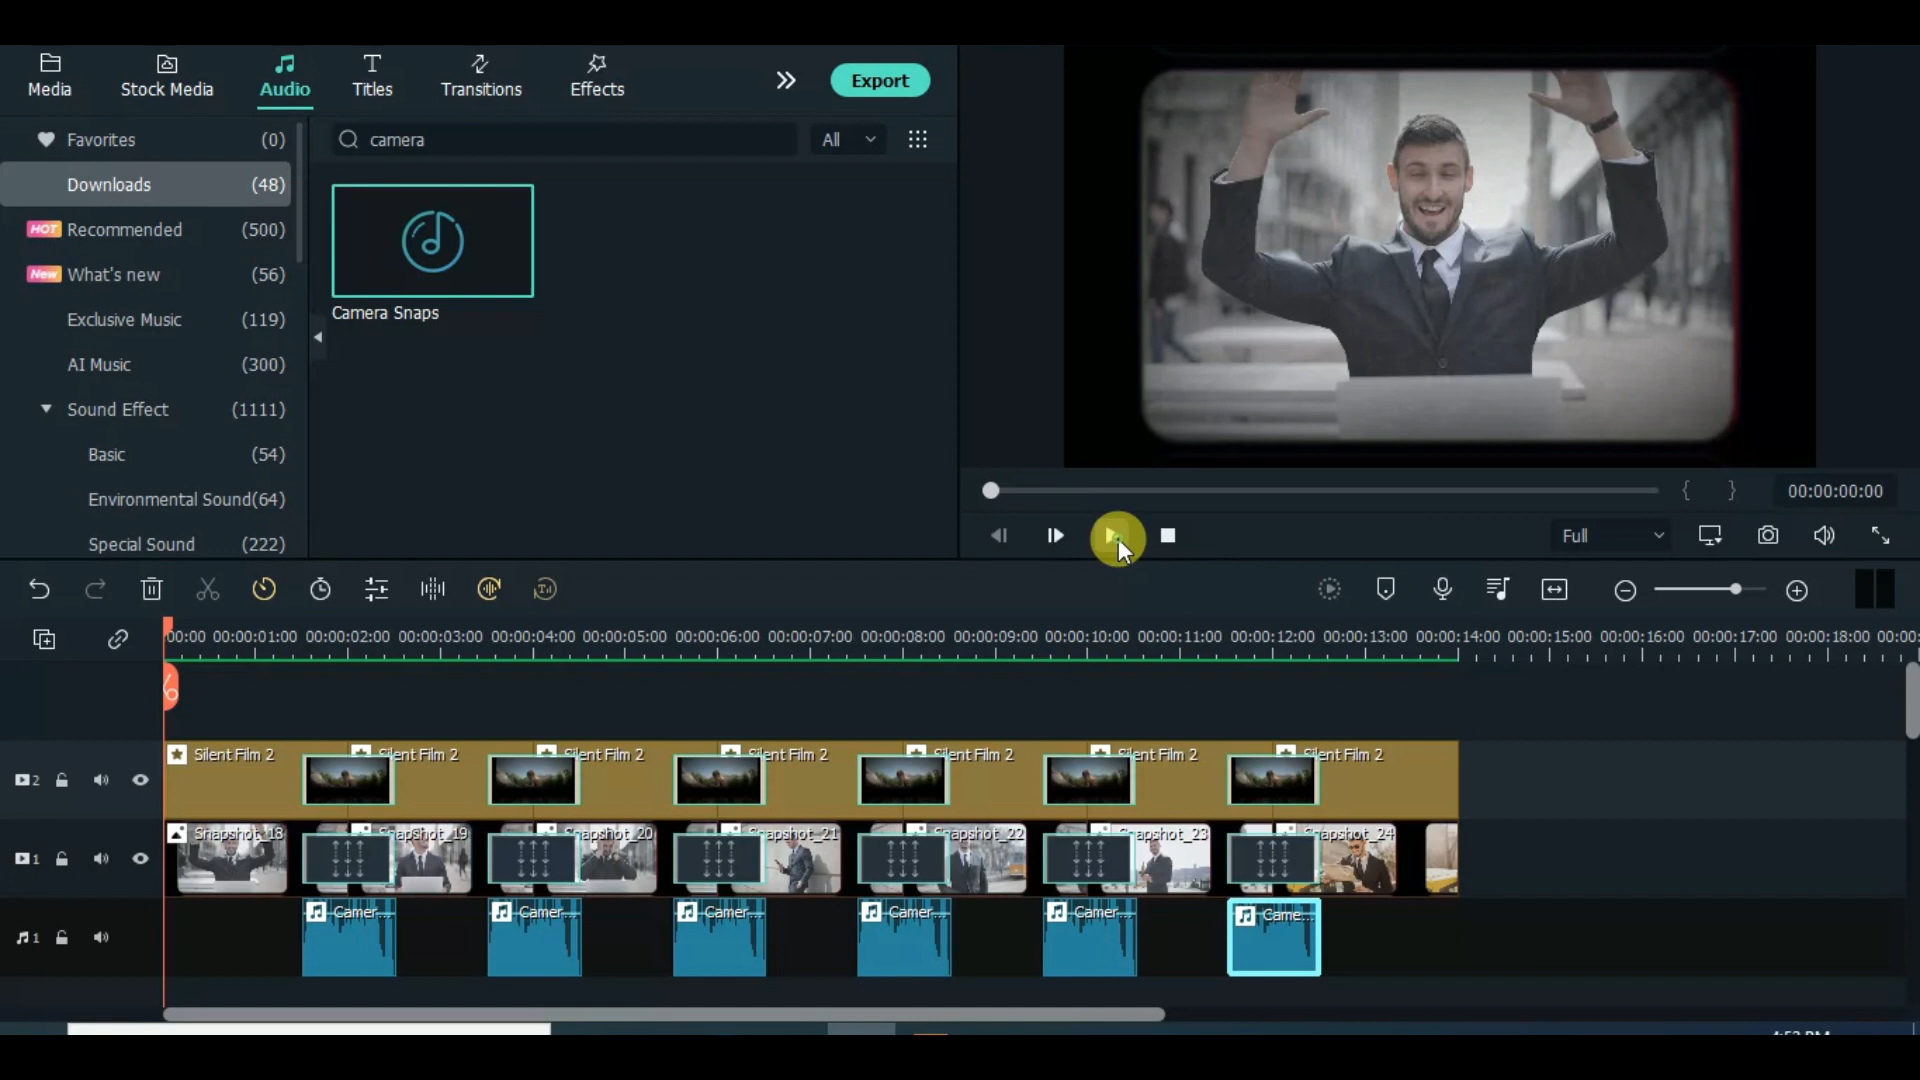 Media
Stock Media
Audio
Titles
Transitions
Effects
Export
Favorites (0)
Downloads (48)
HOT Recommended (500)
New What's new (56)
Exclusive Music (119)
AI Music (300)
Sound Effect (1111)
Basic (54)
Environmental Sound(64)
Special Sound (222)
camera
All
Camera Snaps
{ }
00:00:00:00
Full
00:00 00:00:01:00 00:00:02:00 00:00:03:00 00:00:04:00 00:00:05:00 00:00:06:00 00:00:07:00 00:00:08:00 00:00:09:00 00:00:10:00 00:00:11:00 00:00:12:00 00:00:13:00 00:00:14:00 00:00:15:00 00:00:16:00 00:00:17:00 00:00:18:00 00:00:
2
Silent Film 2 Silent Film 2 Silent Film 2 Silent Film 2 Silent Film 2 Silent Film 2 Silent Film 2
1
Snapshot_18 Snapshot_19 Snapshot_20 Snapshot_21 Snapshot_22 Snapshot_23 Snapshot_24
1
Camer... Camer... Camer... Camer... Camer... Came...